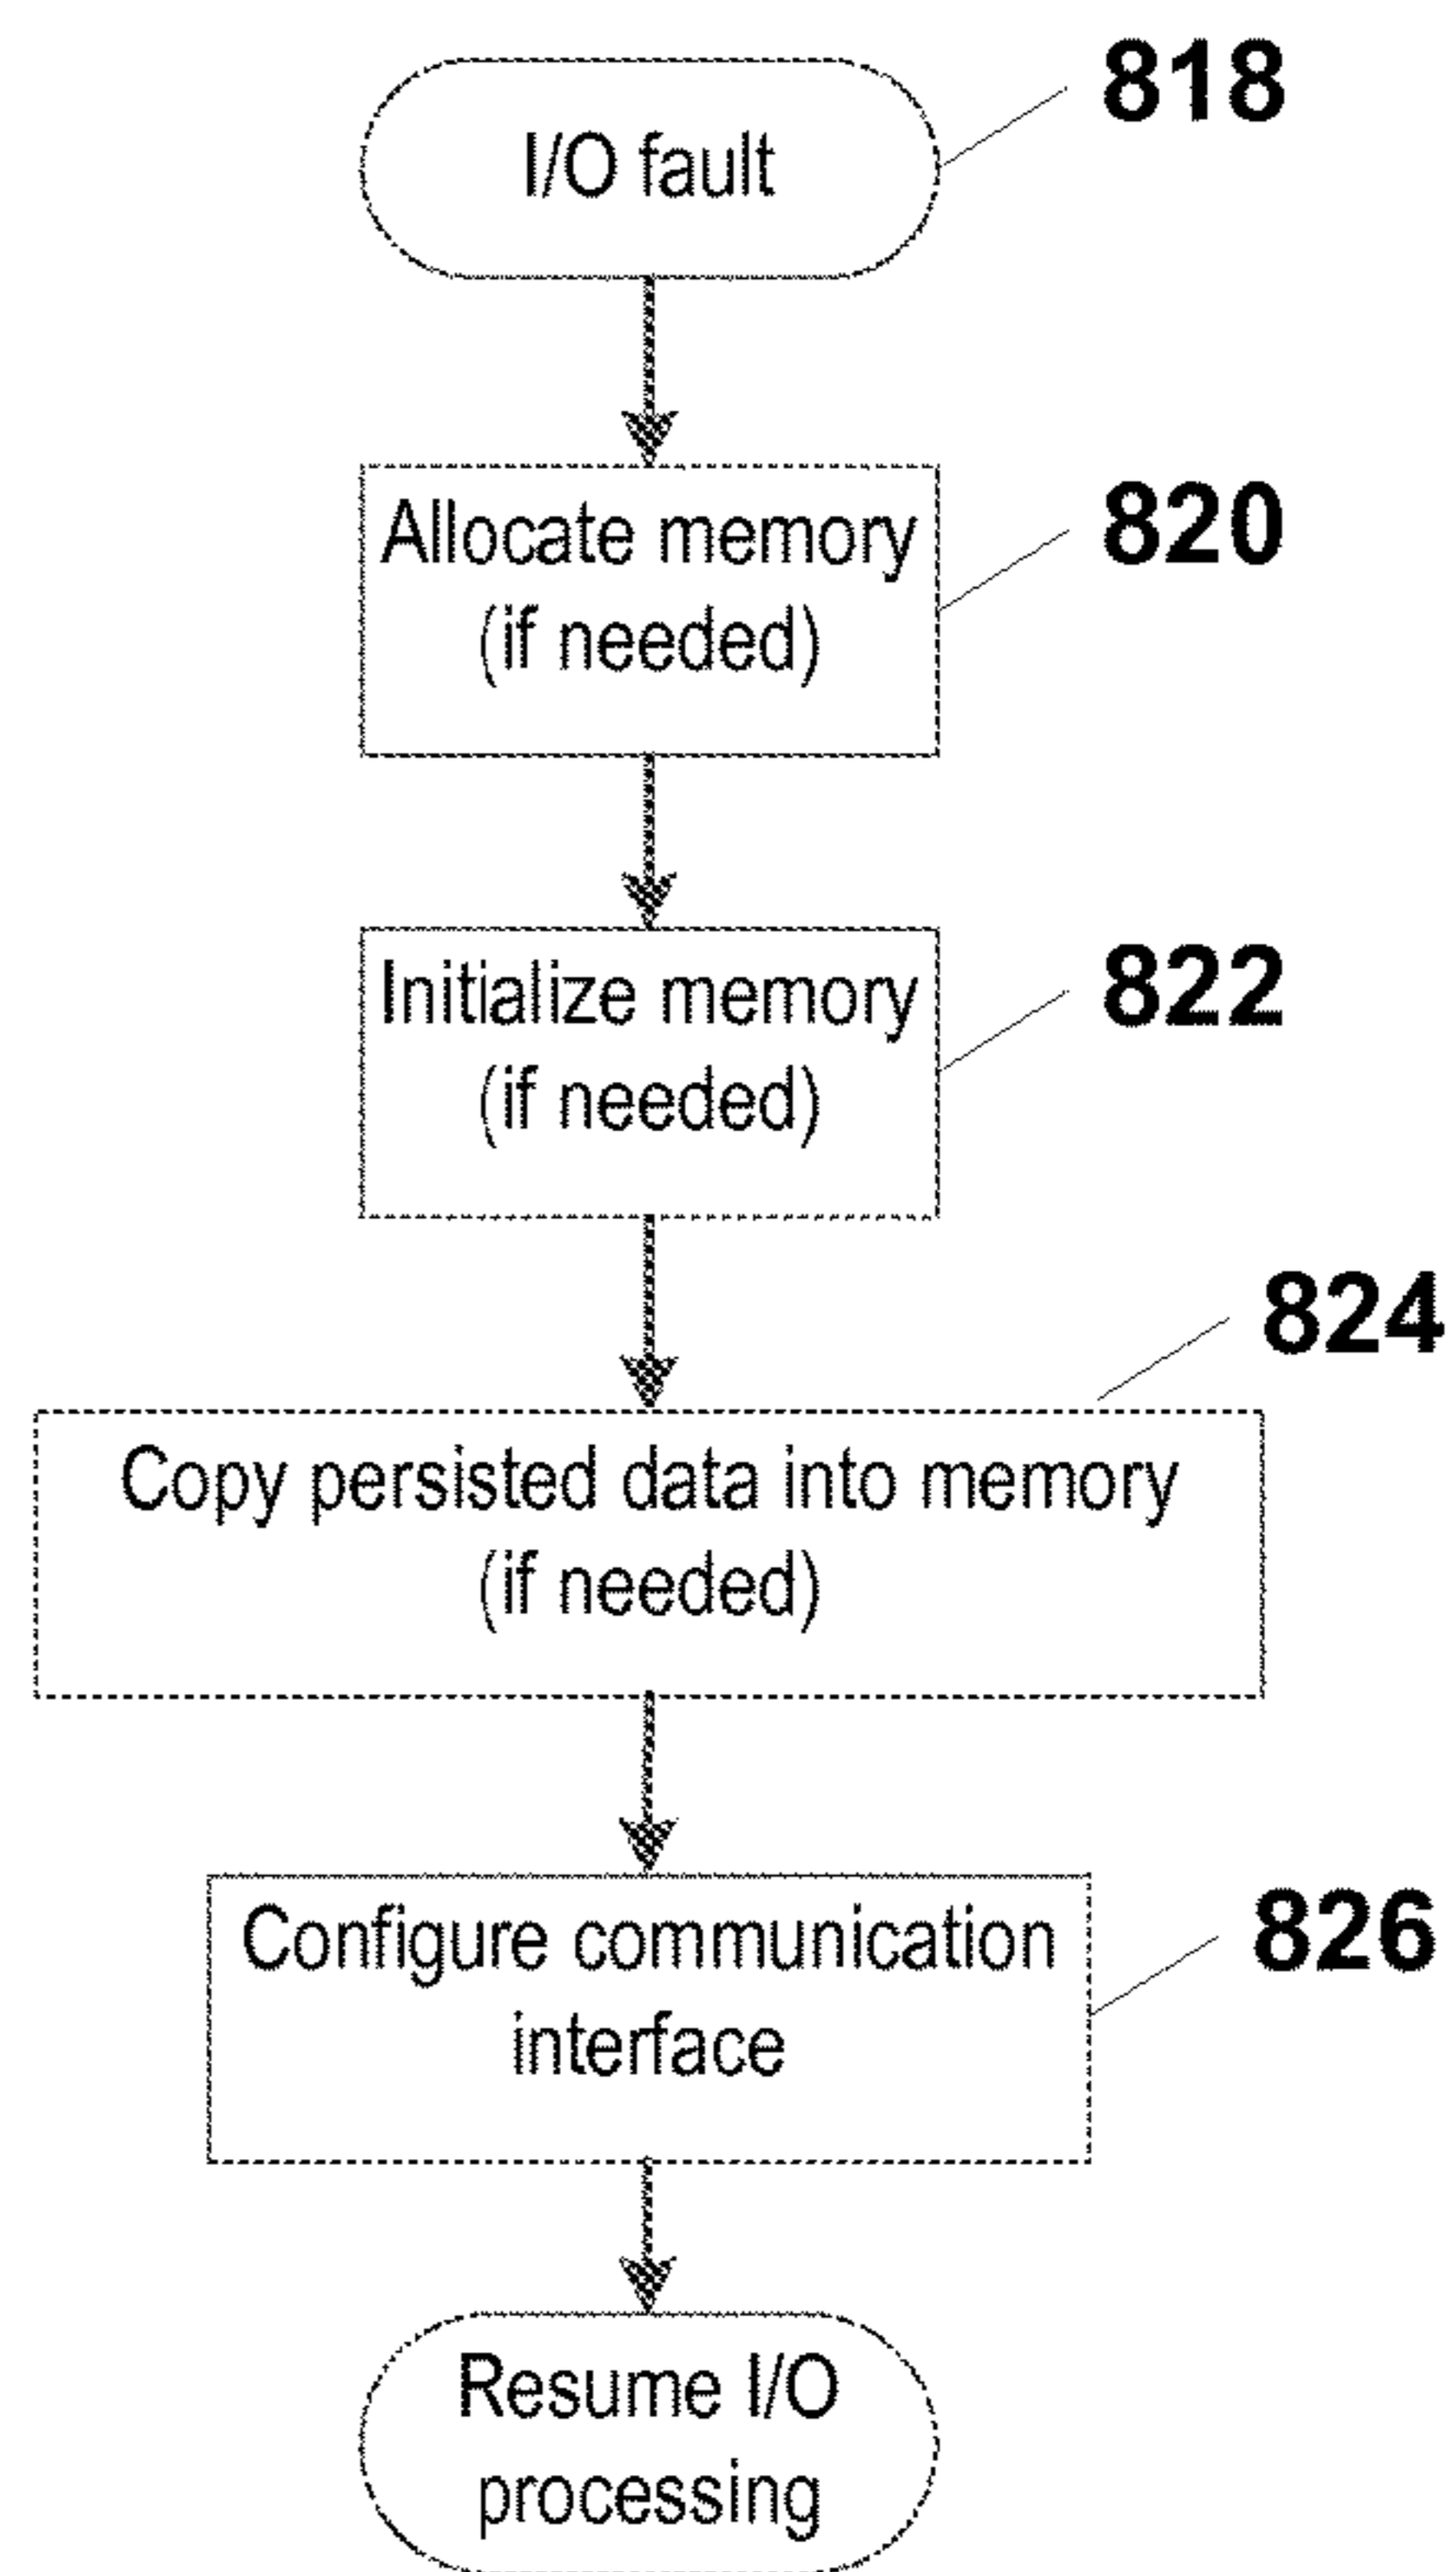 818
I/O fault
820
Allocate memory
(if needed)
822
Initialize memory
(if needed)
824
Copy persisted data into memory
(if needed)
826
Configure communication
interface
Resume I/O
processing